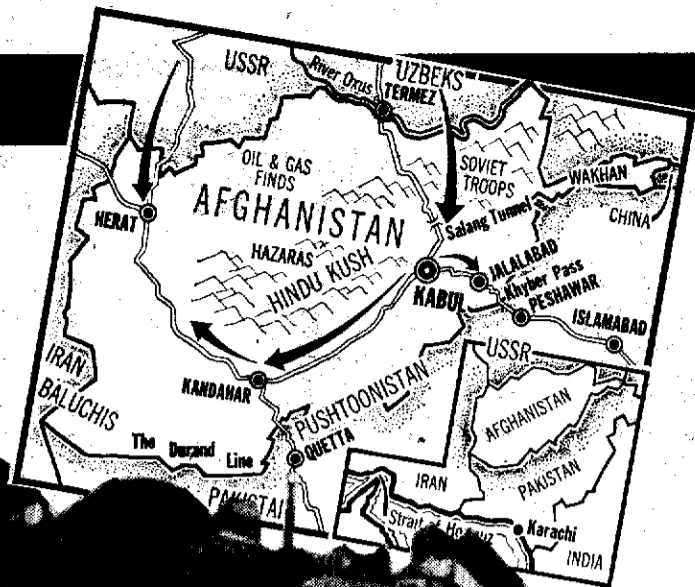 USSR
River Oxus
UZBEKS
TERMEZ
OIL & GAS
FINDS
SOVIET
TROOPS
WAKHAN
CHINA
HERAT
AFGHANISTAN
Salang Tunnel
HAZARAS
HINDU KUSH
KABUL
JALALABAD
Khyber Pass
PESHAWAR
ISLAMABAD
IRAN
BALUCHIS
KANDAHAR
PUSHTOONISTAN
The Durand Line
QUETTA
PAKISTAN
USSR
AFGHANISTAN
IRAN
PAKISTAN
Strait of Hormuz
Karachi
INDIA